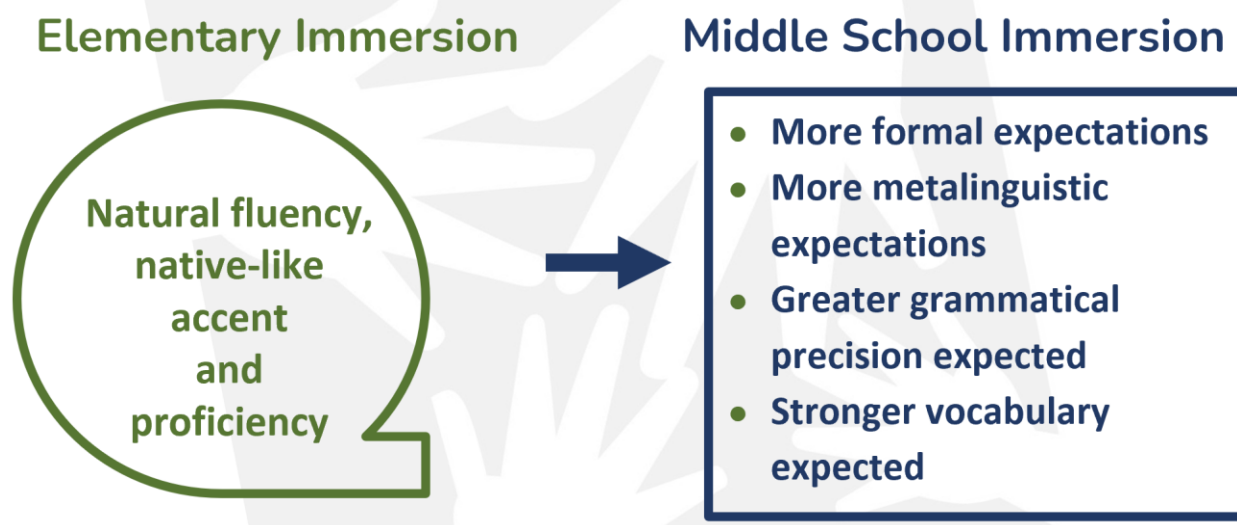 Elementary Immersion
Natural fluency,
native-like
accent
and
proficiency
Middle School Immersion
● More formal expectations
● More metalinguistic
expectations
● Greater grammatical
precision expected
● Stronger vocabulary
expected